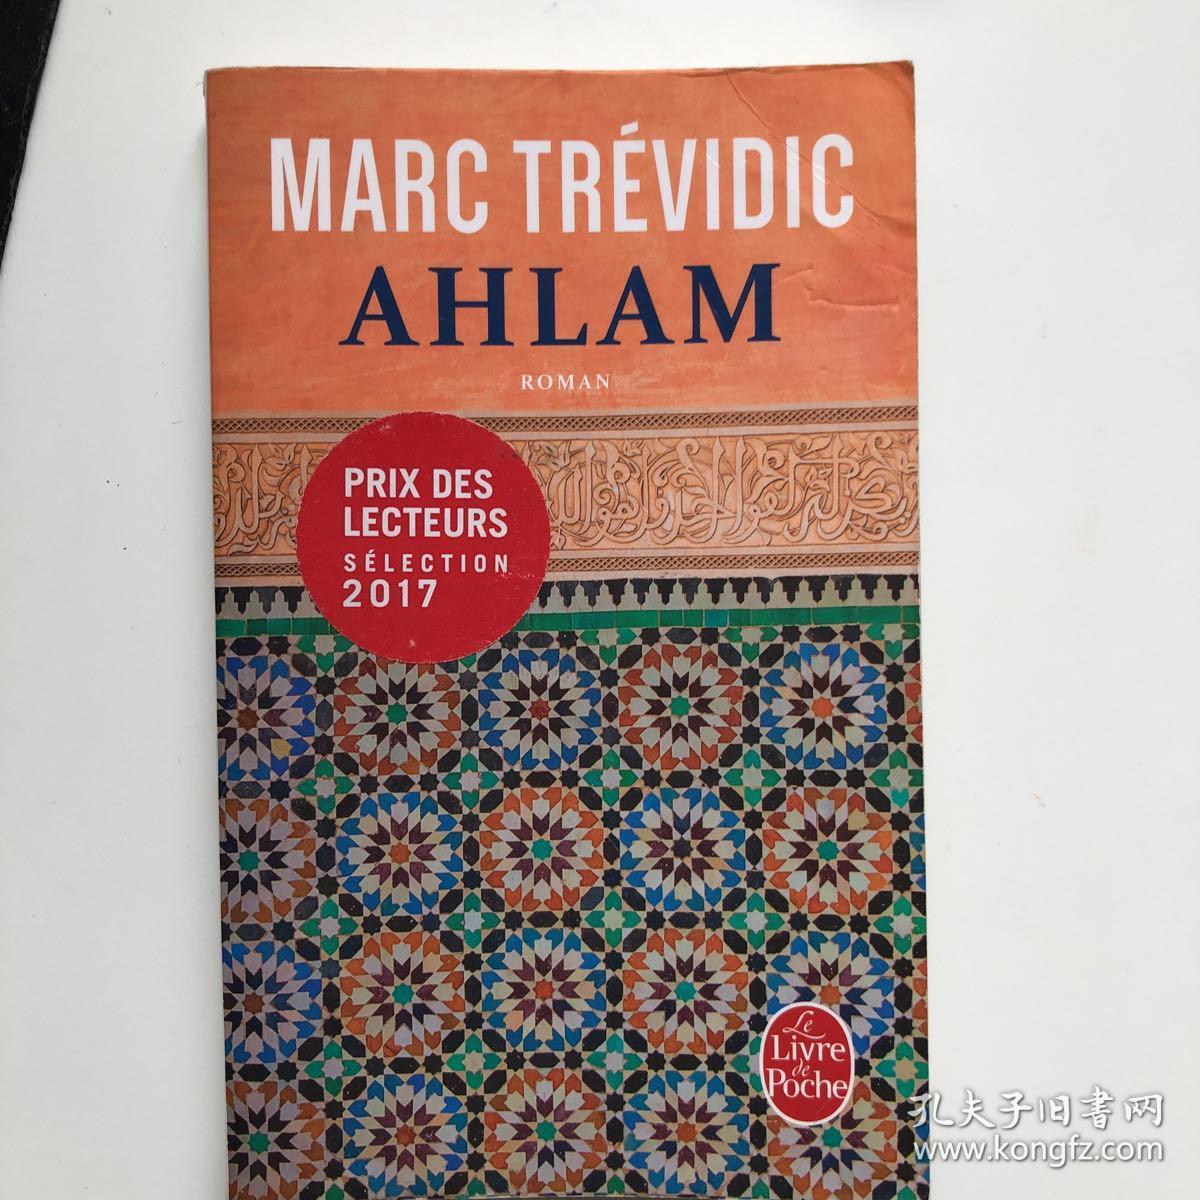 MARC TRÉVIDIC
AHLAM
ROMAN
PRIX DES
LECTEURS
SÉLECTION
2017
Le
Livre
de
Poche
孔夫子旧書网
www.kongfz.com